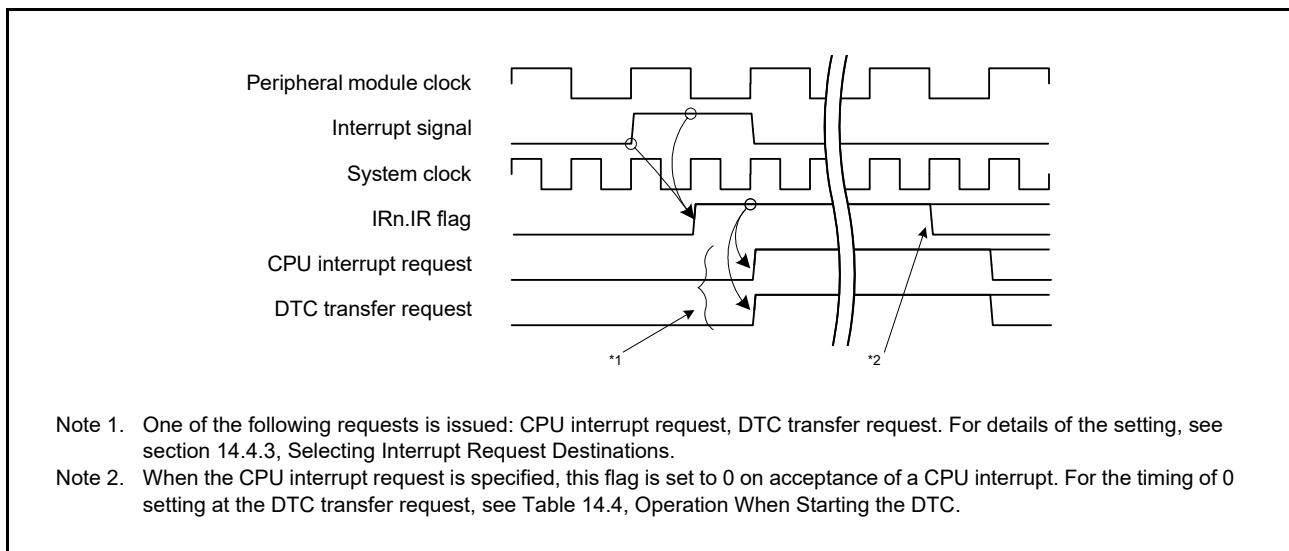 Peripheral module clock
Interrupt signal
System clock
IRn.IR flag
CPU interrupt request
DTC transfer request
*1
*2
Note 1. One of the following requests is issued: CPU interrupt request, DTC transfer request. For details of the setting, see
section 14.4.3, Selecting Interrupt Request Destinations.
Note 2. When the CPU interrupt request is specified, this flag is set to 0 on acceptance of a CPU interrupt. For the timing of 0
setting at the DTC transfer request, see Table 14.4, Operation When Starting the DTC.